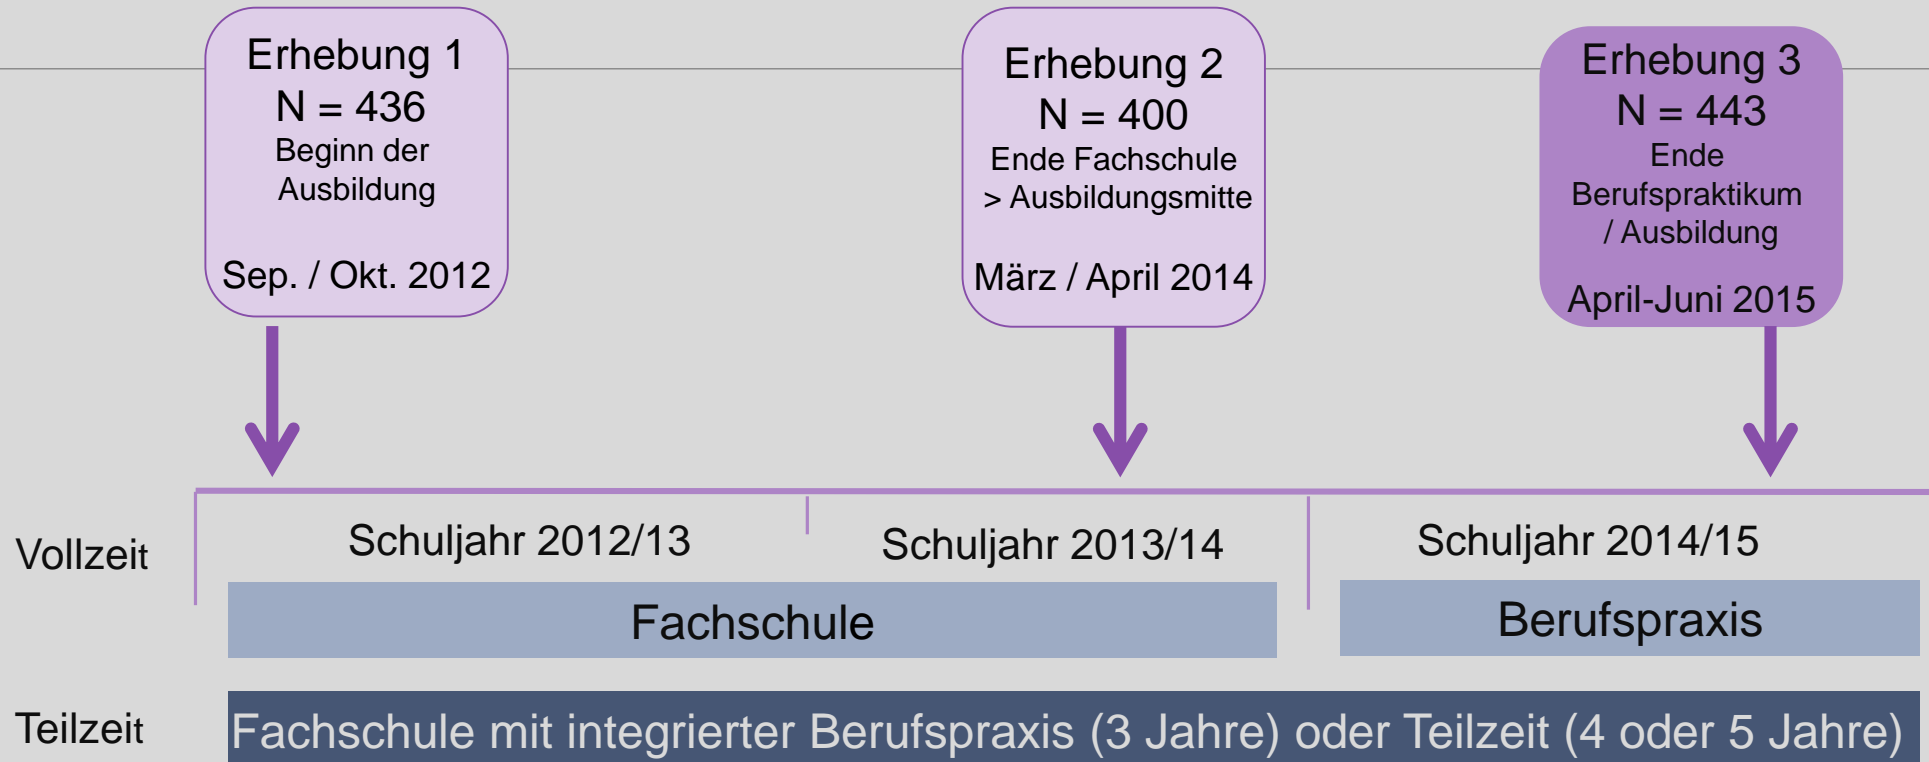 Erhebung 1
N = 436
Beginn der
Ausbildung
Sep. / Okt. 2012
Erhebung 2
N = 400
Ende Fachschule
> Ausbildungsmitte
März / April 2014
Erhebung 3
N = 443
Ende
Berufspraktikum
/ Ausbildung
April-Juni 2015
Vollzeit
Schuljahr 2012/13
Schuljahr 2013/14
Schuljahr 2014/15
Fachschule
Berufspraxis
Teilzeit
Fachschule mit integrierter Berufspraxis (3 Jahre) oder Teilzeit (4 oder 5 Jahre)